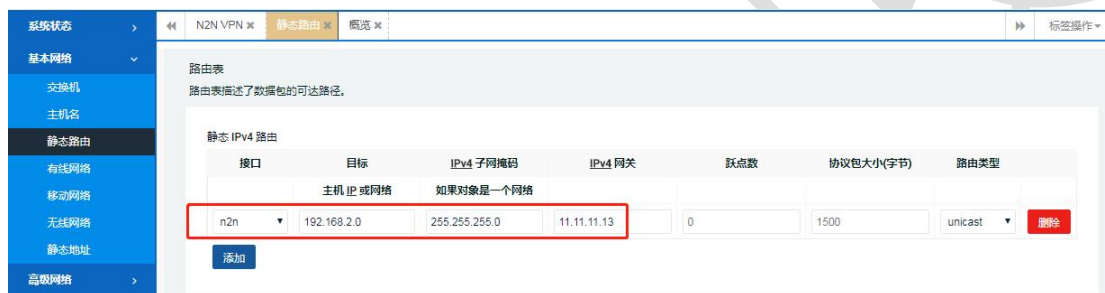 系统状态
N2N VPN
静态路由
概览
标签操作
基本网络
交换机
主机名
静态路由
有线网络
移动网络
无线网络
静态地址
高级网络
路由表
路由表描述了数据包的可达路径。
静态 IPv4 路由
接口 目标 IPv4 子网掩码 IPv4 网关 跃点数 协议包大小(字节) 路由类型
主机 IP 或网络 如果对象是一个网络
n2n 192.168.2.0 255.255.255.0 11.11.11.13 0 1500 unicast 删除
添加